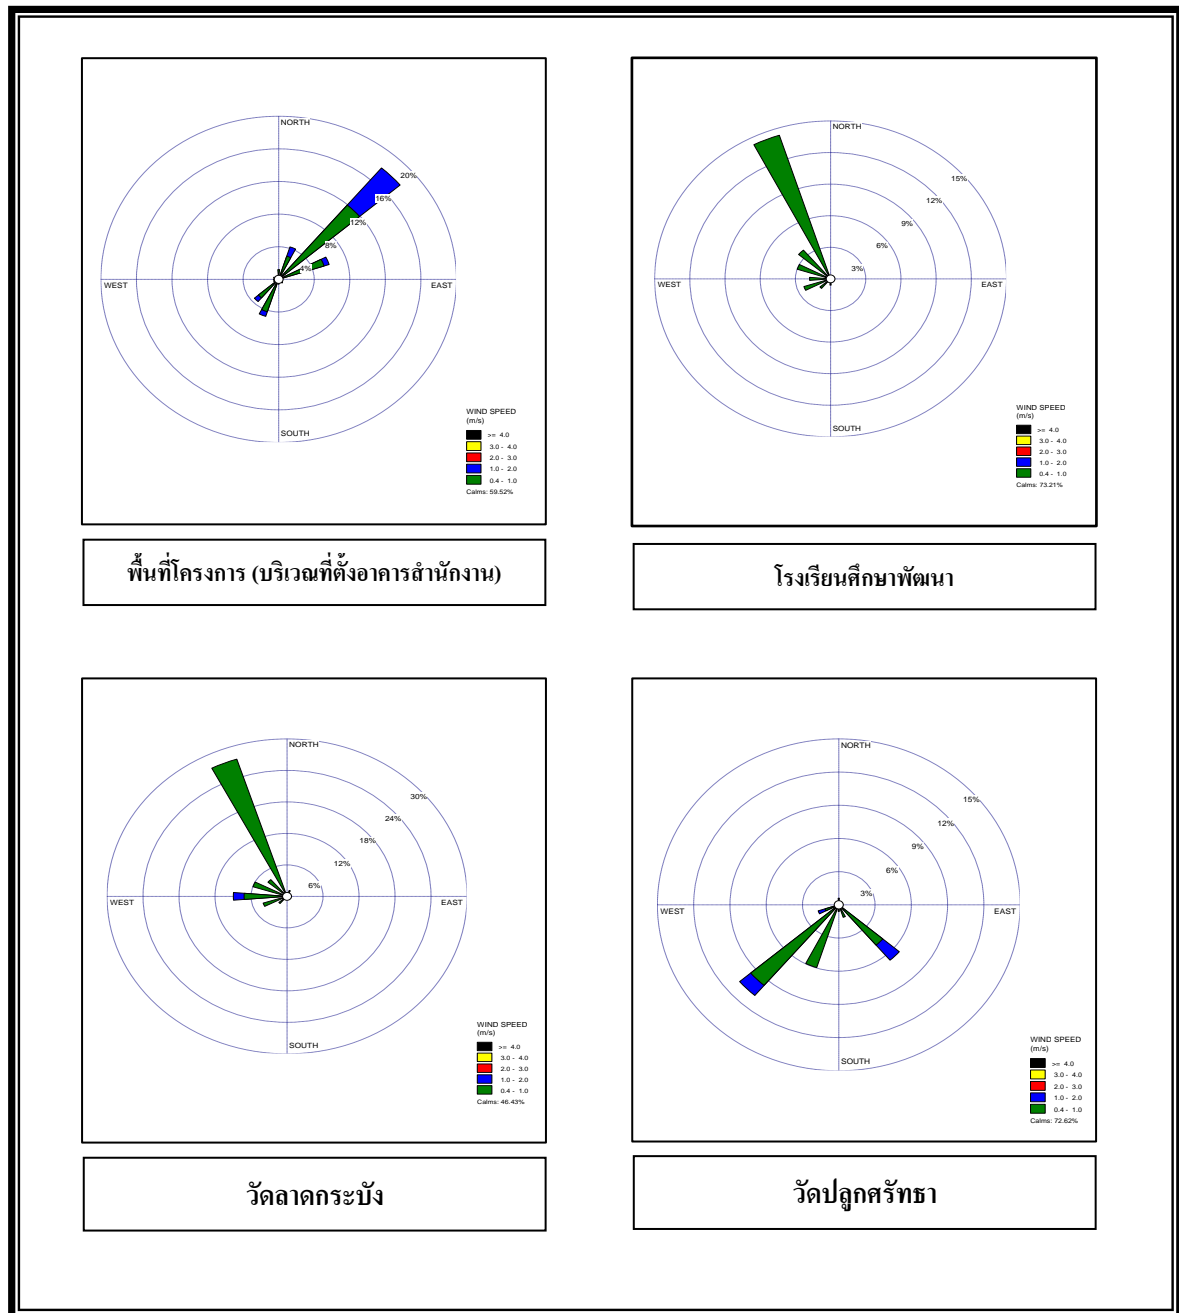 NORTH
20%
16%
12%
8%
4%
WEST
EAST
SOUTH
WIND SPEED
(m/s)
>= 4.0
3.0 - 4.0
2.0 - 3.0
1.0 - 2.0
0.4 - 1.0
Calms: 59.52%
พื้นที่โครงการ (บริเวณที่ตั้งอาคารสำนักงาน)
NORTH
15%
12%
9%
6%
3%
WEST
EAST
SOUTH
WIND SPEED
(m/s)
>= 4.0
3.0 - 4.0
2.0 - 3.0
1.0 - 2.0
0.4 - 1.0
Calms: 73.21%
โรงเรียนศึกษาพัฒนา
NORTH
30%
24%
18%
12%
6%
WEST
EAST
SOUTH
WIND SPEED
(m/s)
>= 4.0
3.0 - 4.0
2.0 - 3.0
1.0 - 2.0
0.4 - 1.0
Calms: 46.43%
วัดลาดกระบัง
NORTH
15%
12%
9%
6%
3%
WEST
EAST
SOUTH
WIND SPEED
(m/s)
>= 4.0
3.0 - 4.0
2.0 - 3.0
1.0 - 2.0
0.4 - 1.0
Calms: 72.62%
วัดปลูกศรัทธา